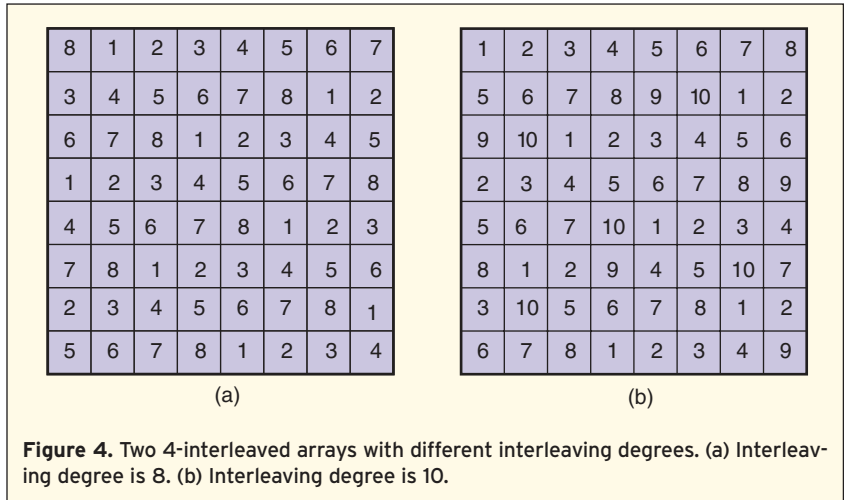 8 1 2 3 4 5 6 7
3 4 5 6 7 8 1 2
6 7 8 1 2 3 4 5
1 2 3 4 5 6 7 8
4 5 6 7 8 1 2 3
7 8 1 2 3 4 5 6
2 3 4 5 6 7 8 1
5 6 7 8 1 2 3 4
(a)
1 2 3 4 5 6 7 8
5 6 7 8 9 10 1 2
9 10 1 2 3 4 5 6
2 3 4 5 6 7 8 9
5 6 7 10 1 2 3 4
8 1 2 9 4 5 10 7
3 10 5 6 7 8 1 2
6 7 8 1 2 3 4 9
(b)
Figure 4. Two 4-interleaved arrays with different interleaving degrees. (a) Interleav-
ing degree is 8. (b) Interleaving degree is 10.